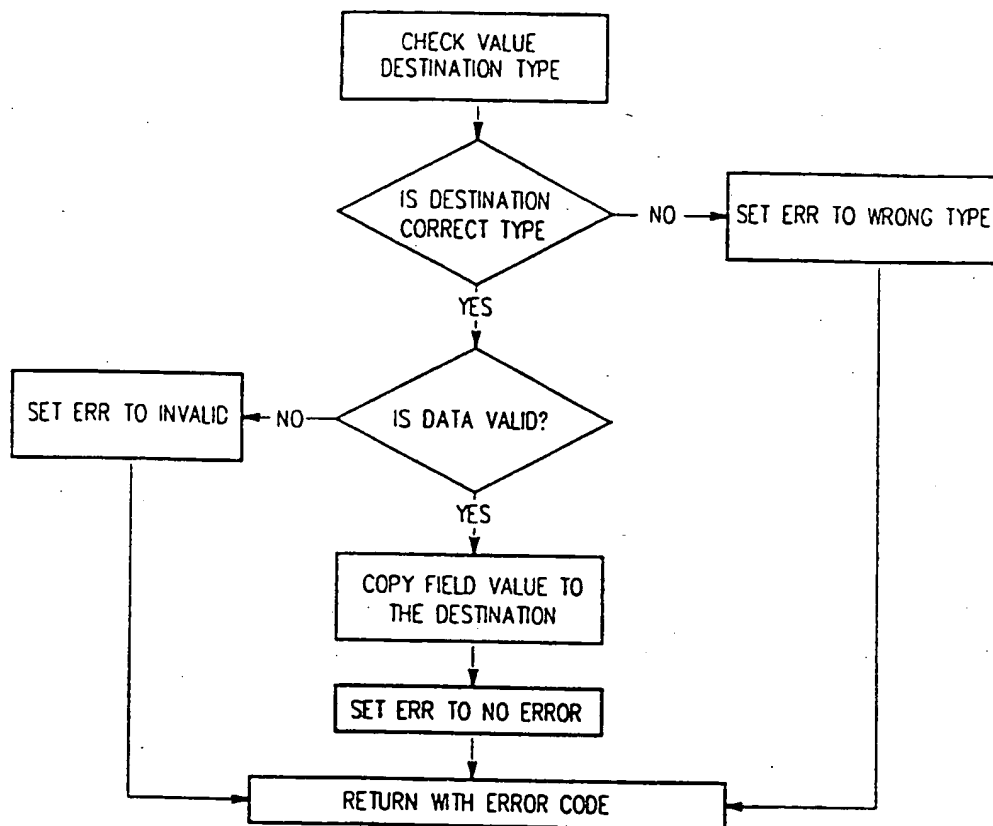 CHECK VALUE
DESTINATION TYPE
IS DESTINATION
CORRECT TYPE
NO
SET ERR TO WRONG TYPE
YES
SET ERR TO INVALID
NO
IS DATA VALID?
YES
COPY FIELD VALUE TO
THE DESTINATION
SET ERR TO NO ERROR
RETURN WITH ERROR CODE